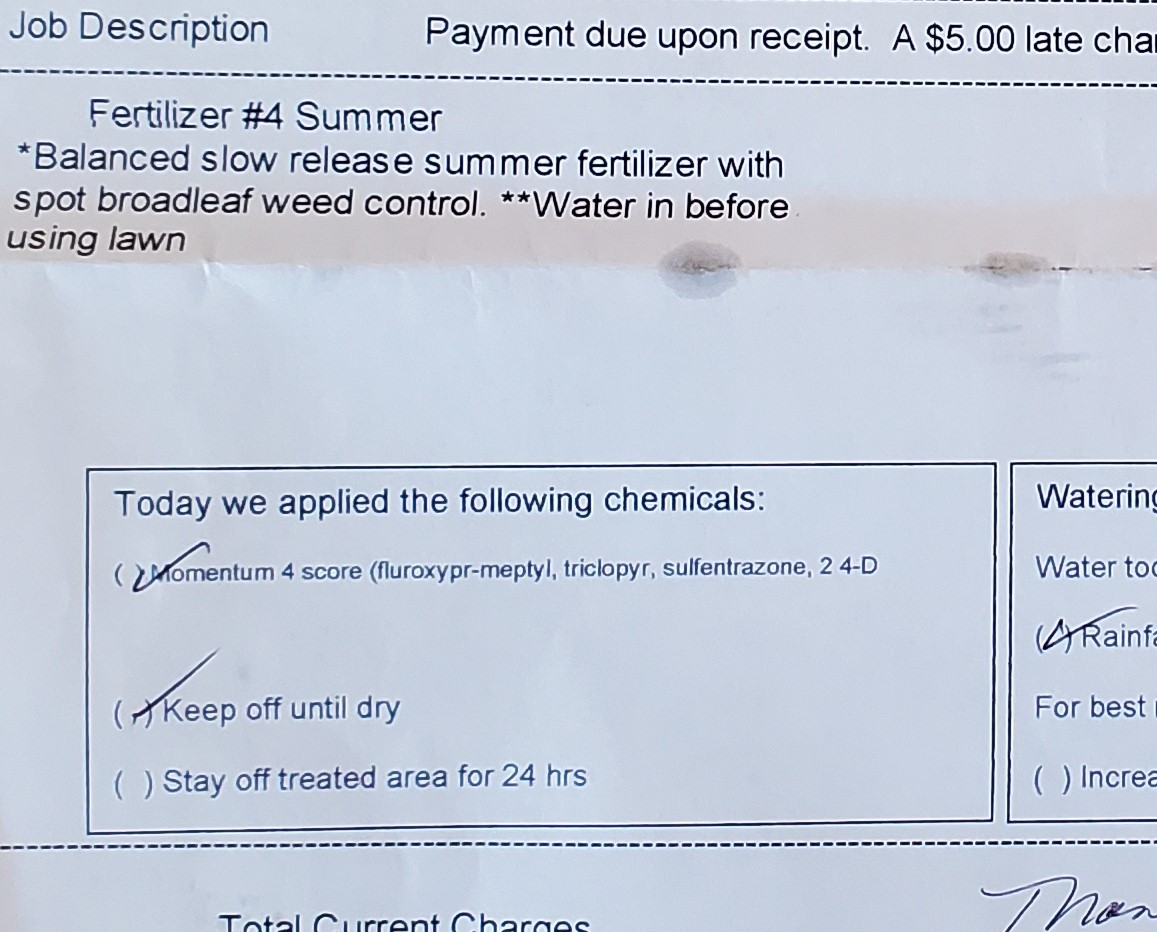 Job Description Payment due upon receipt. A $5.00 late char
Fertilizer #4 Summer
*Balanced slow release summer fertilizer with
spot broadleaf weed control. **Water in before
using lawn
Today we applied the following chemicals:
( ) Momentum 4 score (fluroxypr-meptyl, triclopyr, sulfentrazone, 2 4-D
( ) Keep off until dry
( ) Stay off treated area for 24 hrs
Watering
Water too
( ) Rainfa
For best
( ) Increa
Total Current Charges
Than